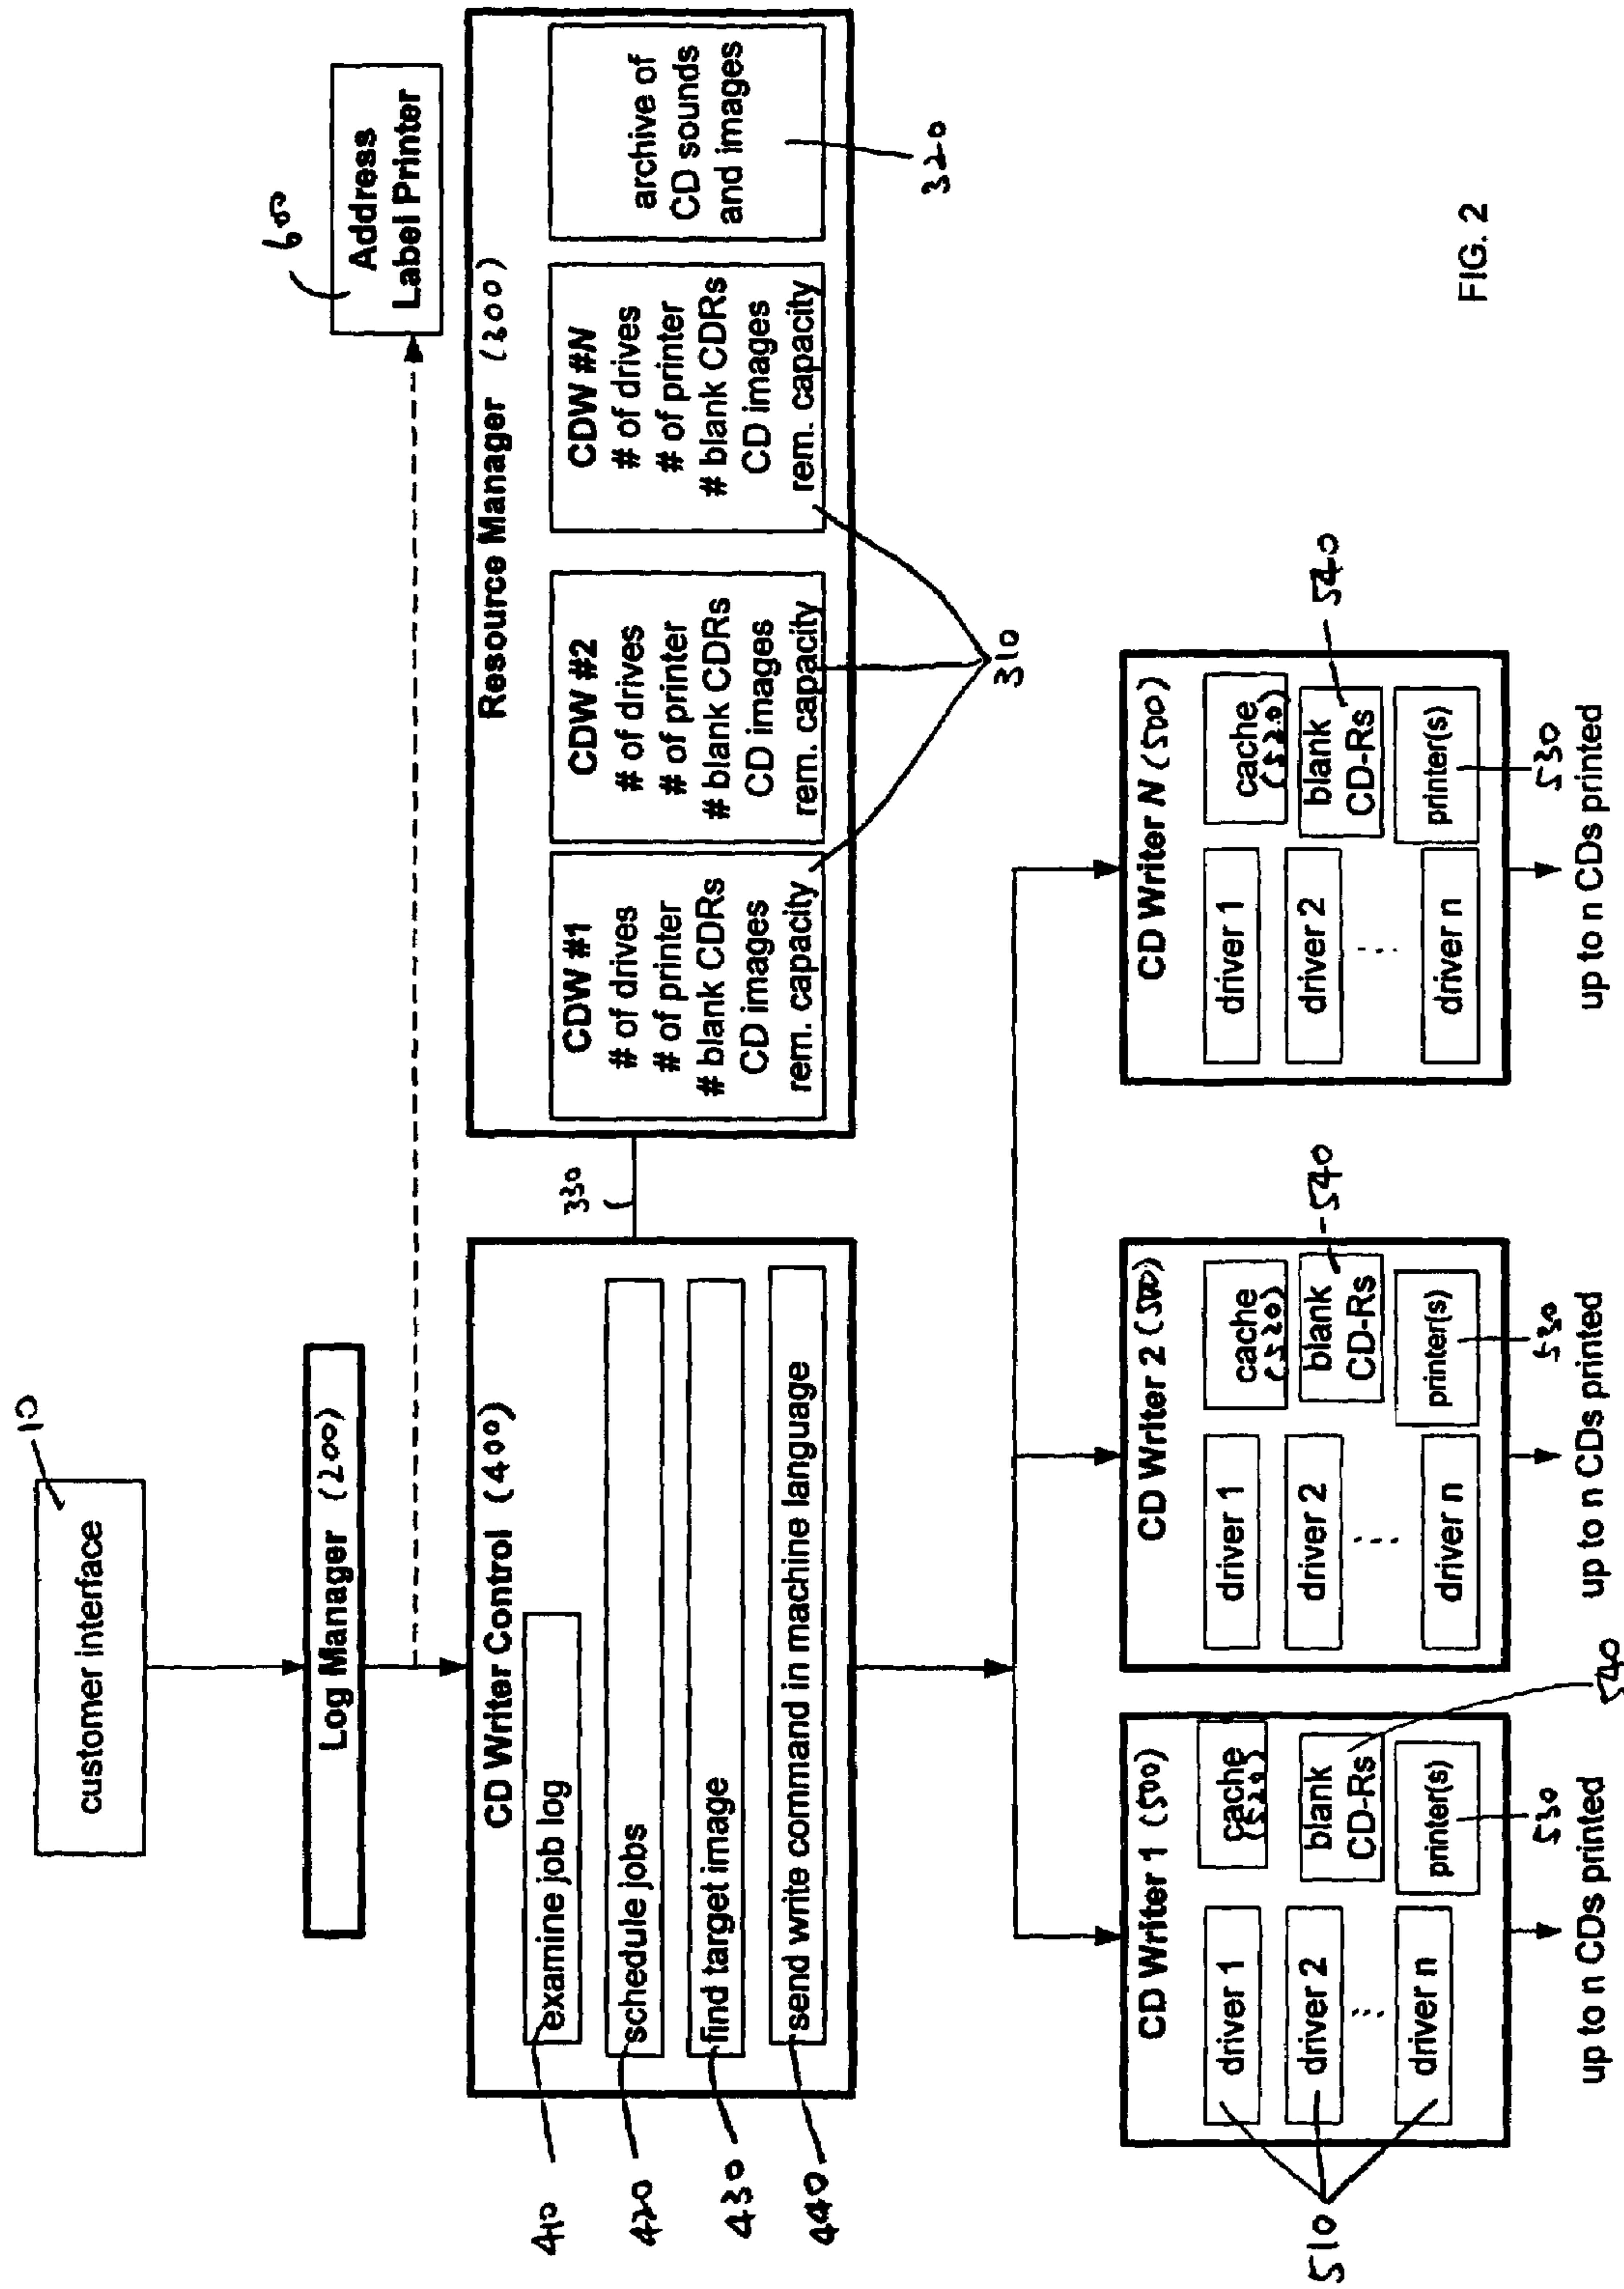 10
customer interface
Log Manager (200)
600
Address
Label Printer
CD Writer Control (400)
410
examine job log
420
schedule jobs
430
find target image
440
send write command in machine language
330
Resource Manager (200)
CDW #1
# of drives
# of printer
# blank CDRs
CD images
rem. capacity
CDW #2
# of drives
# of printer
# blank CDRs
CD images
rem. capacity
CDW #N
# of drives
# of printer
# blank CDRs
CD images
rem. capacity
archive of
CD sounds
and images
310
320
CD Writer 1 (500)
driver 1
driver 2
...
driver n
510
cache
(520)
blank
CD-Rs
540
printer(s)
530
up to n CDs printed
CD Writer 2 (500)
driver 1
driver 2
...
driver n
cache
(520)
blank
CD-Rs
540
printer(s)
530
up to n CDs printed
CD Writer N (500)
driver 1
driver 2
...
driver n
cache
(520)
blank
CD-Rs
540
printer(s)
530
up to n CDs printed
FIG. 2